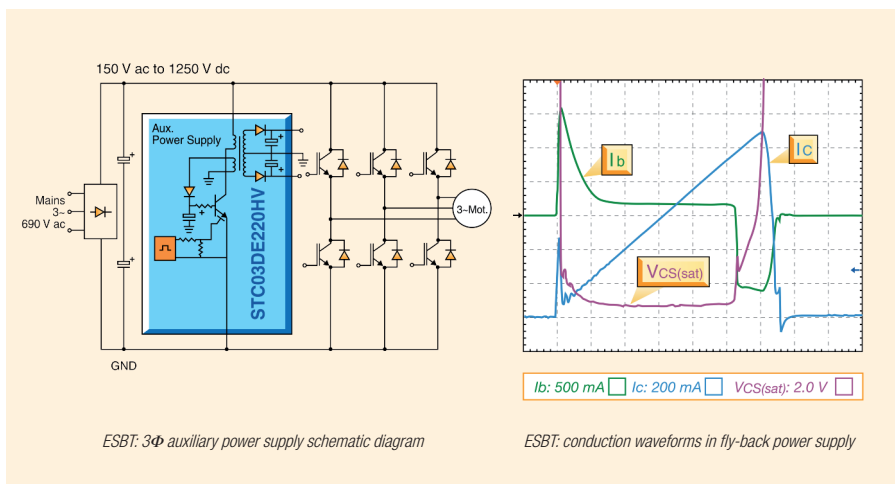 150 V ac to 1250 V dc
Aux.
Power Supply
Mains
3~
690 V ac
STC03DE220HV
3~Mot.
GND
Ib
Ic
VCS(sat)
Ib: 500 mA Ic: 200 mA VCS(sat): 2.0 V
ESBT: 3Φ auxiliary power supply schematic diagram
ESBT: conduction waveforms in fly-back power supply